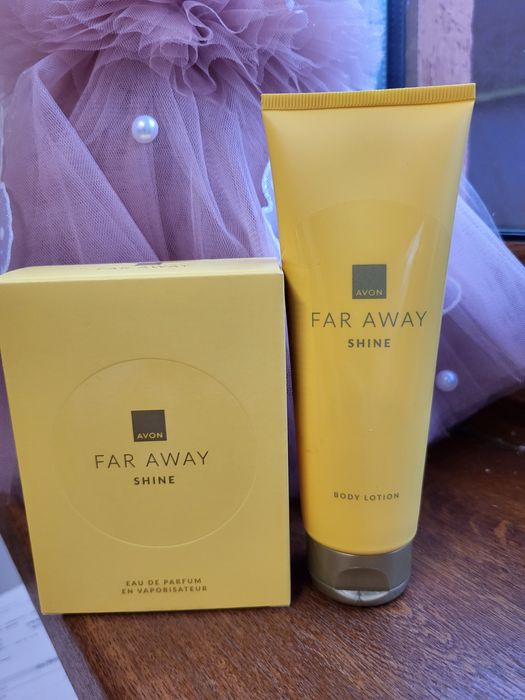 AVON
FAR AWAY
SHINE
EAU DE PARFUM
EN VAPORISATEUR
AVON
FAR AWAY
SHINE
BODY LOTION